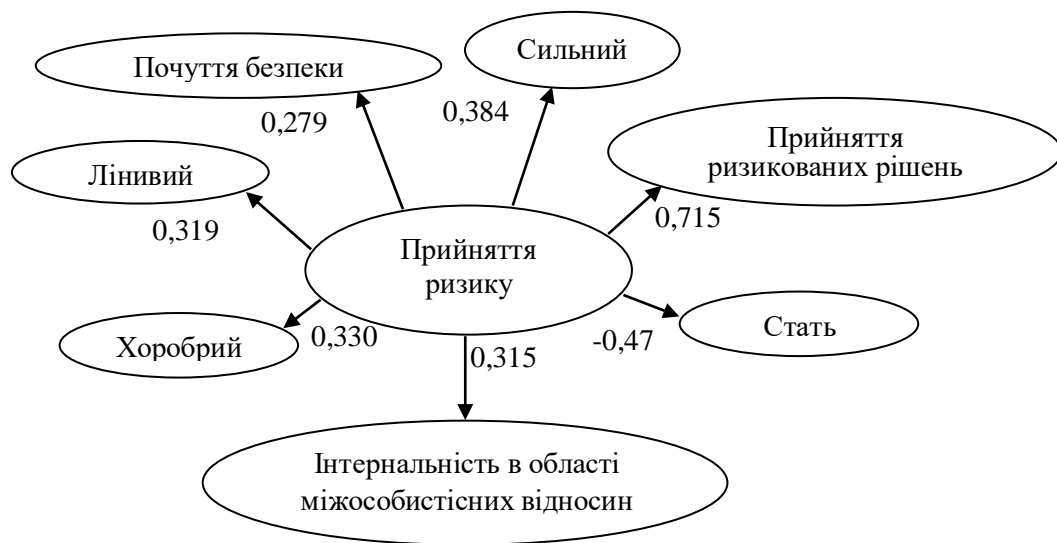 Сильний
Почуття безпеки
0,384
0,279
Прийняття
ризикованих рішень
Лінивий
0,715
0,319
Прийняття
ризику
Стать
Хоробрий
0,330
-0,47
0,315
Інтернальність в області
міжособистісних відносин